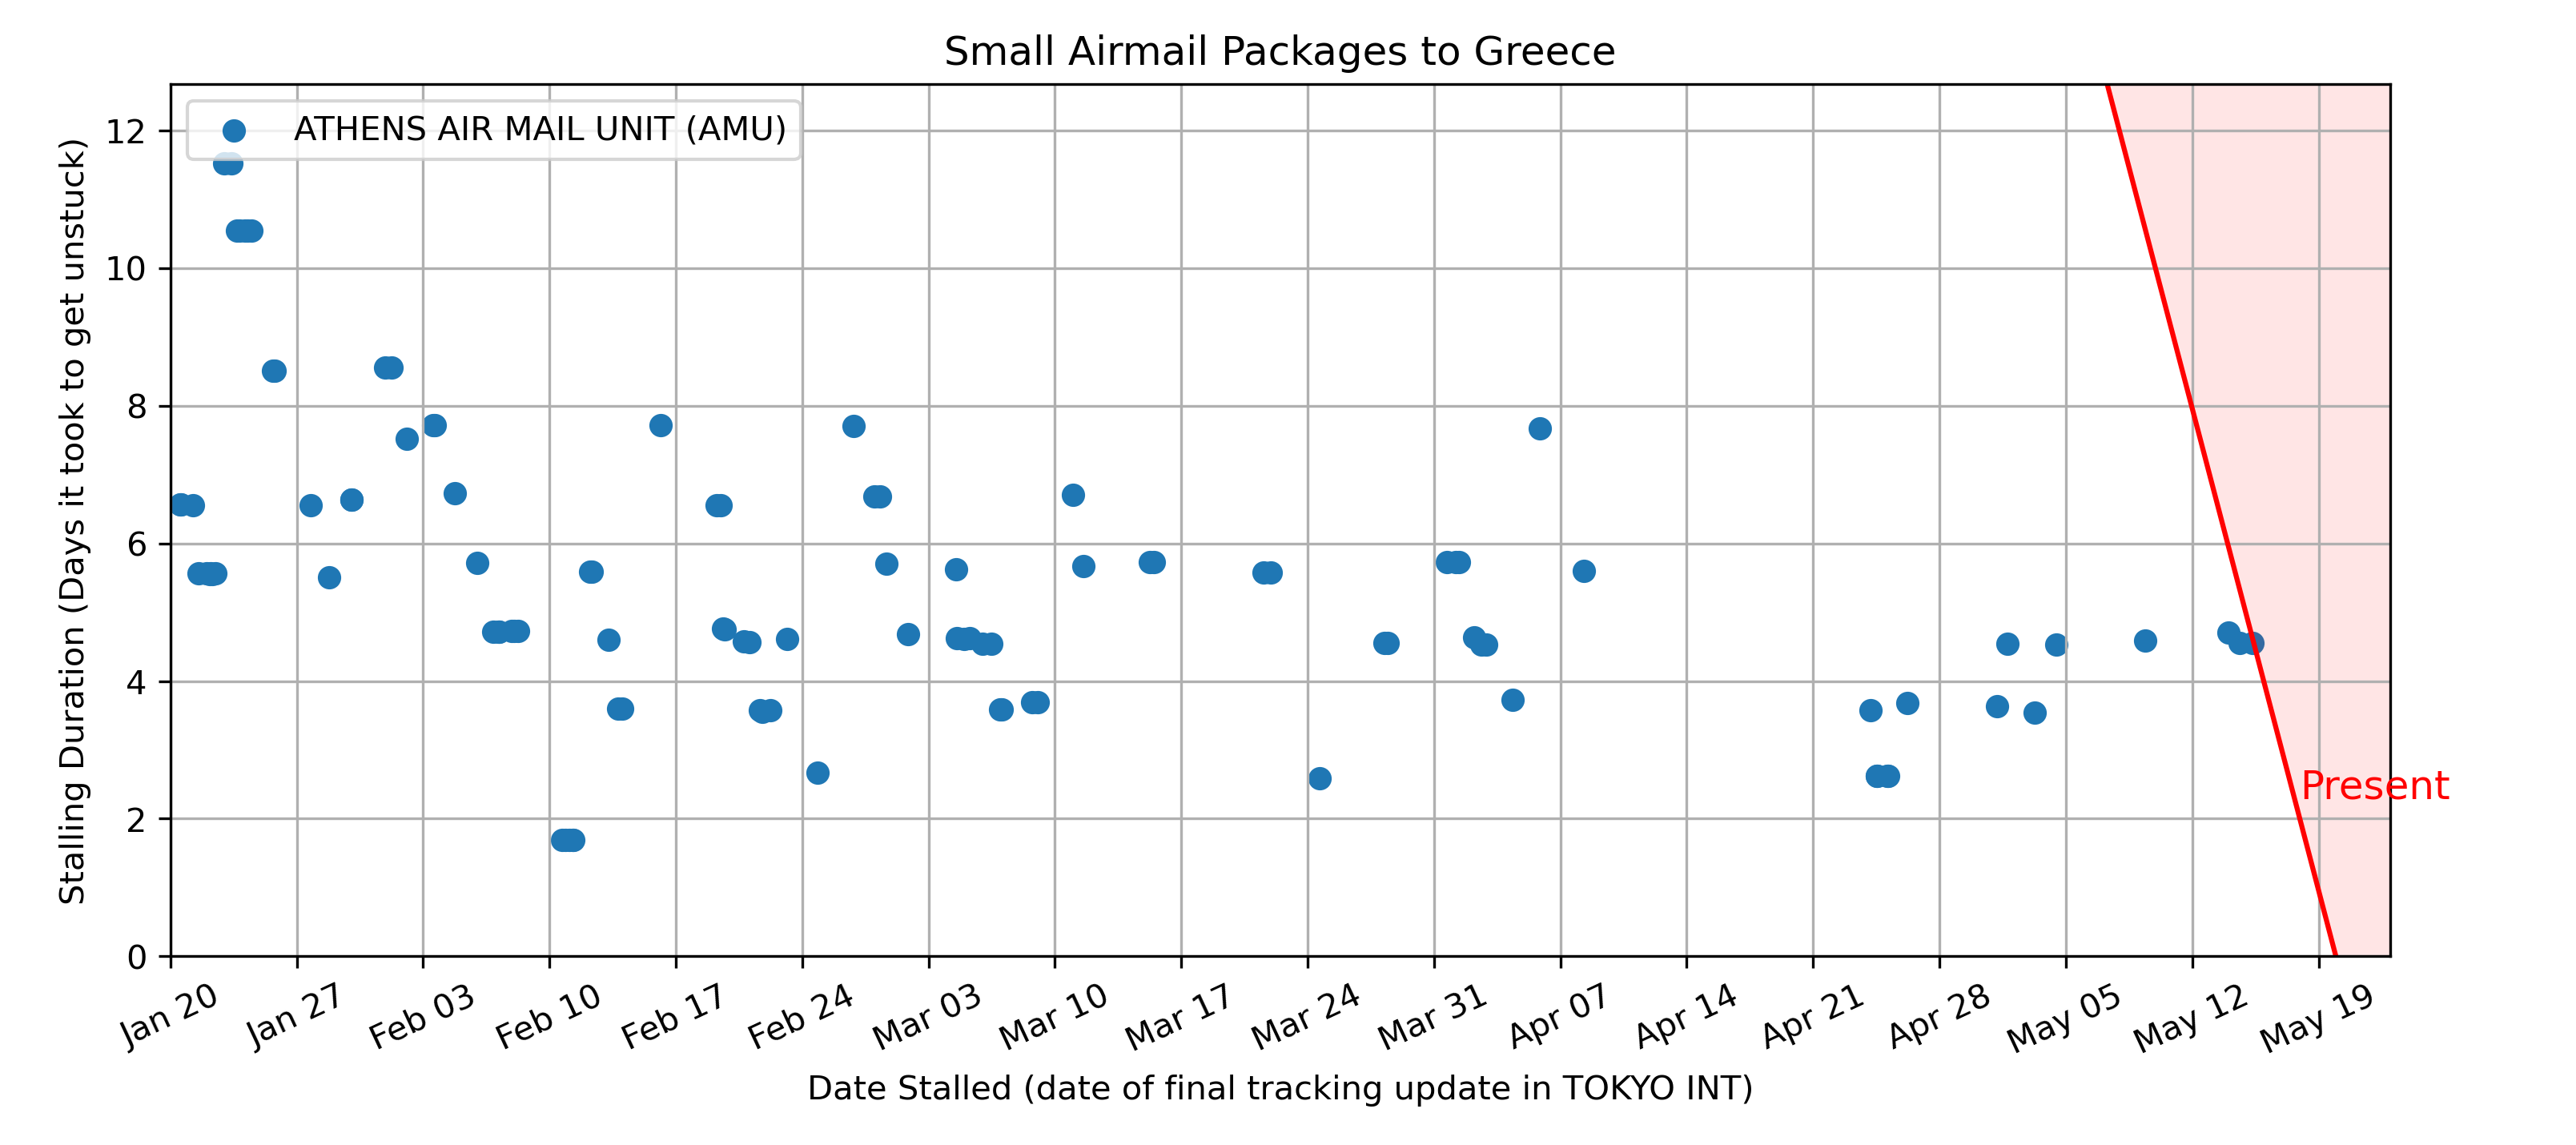 Small Airmail Packages to Greece
ATHENS AIR MAIL UNIT (AMU)
Stalling Duration (Days it took to get unstuck)
12
10
8
6
4
2
0
Present
Jan 20 Jan 27 Feb 03 Feb 10 Feb 17 Feb 24 Mar 03 Mar 10 Mar 17 Mar 24 Mar 31 Apr 07 Apr 14 Apr 21 Apr 28 May 05 May 12 May 19
Date Stalled (date of final tracking update in TOKYO INT)